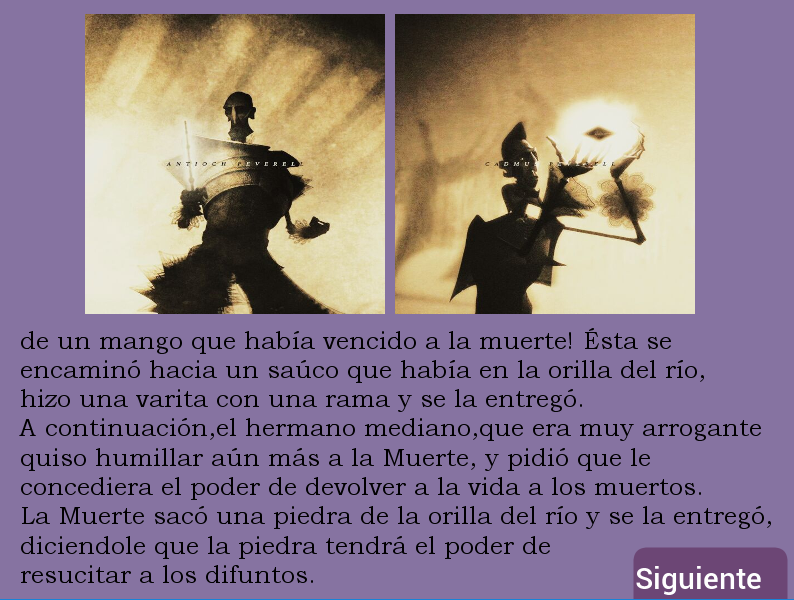 ANTIOCH PEVERELL
CADMUS PEVERELL
de un mango que había vencido a la muerte! Ésta se
encaminó hacia un saúco que había en la orilla del río,
hizo una varita con una rama y se la entregó.
A continuación,el hermano mediano,que era muy arrogante
quiso humillar aún más a la Muerte, y pidió que le
concediera el poder de devolver a la vida a los muertos.
La Muerte sacó una piedra de la orilla del río y se la entregó,
diciendole que la piedra tendrá el poder de
resucitar a los difuntos.
Siguiente